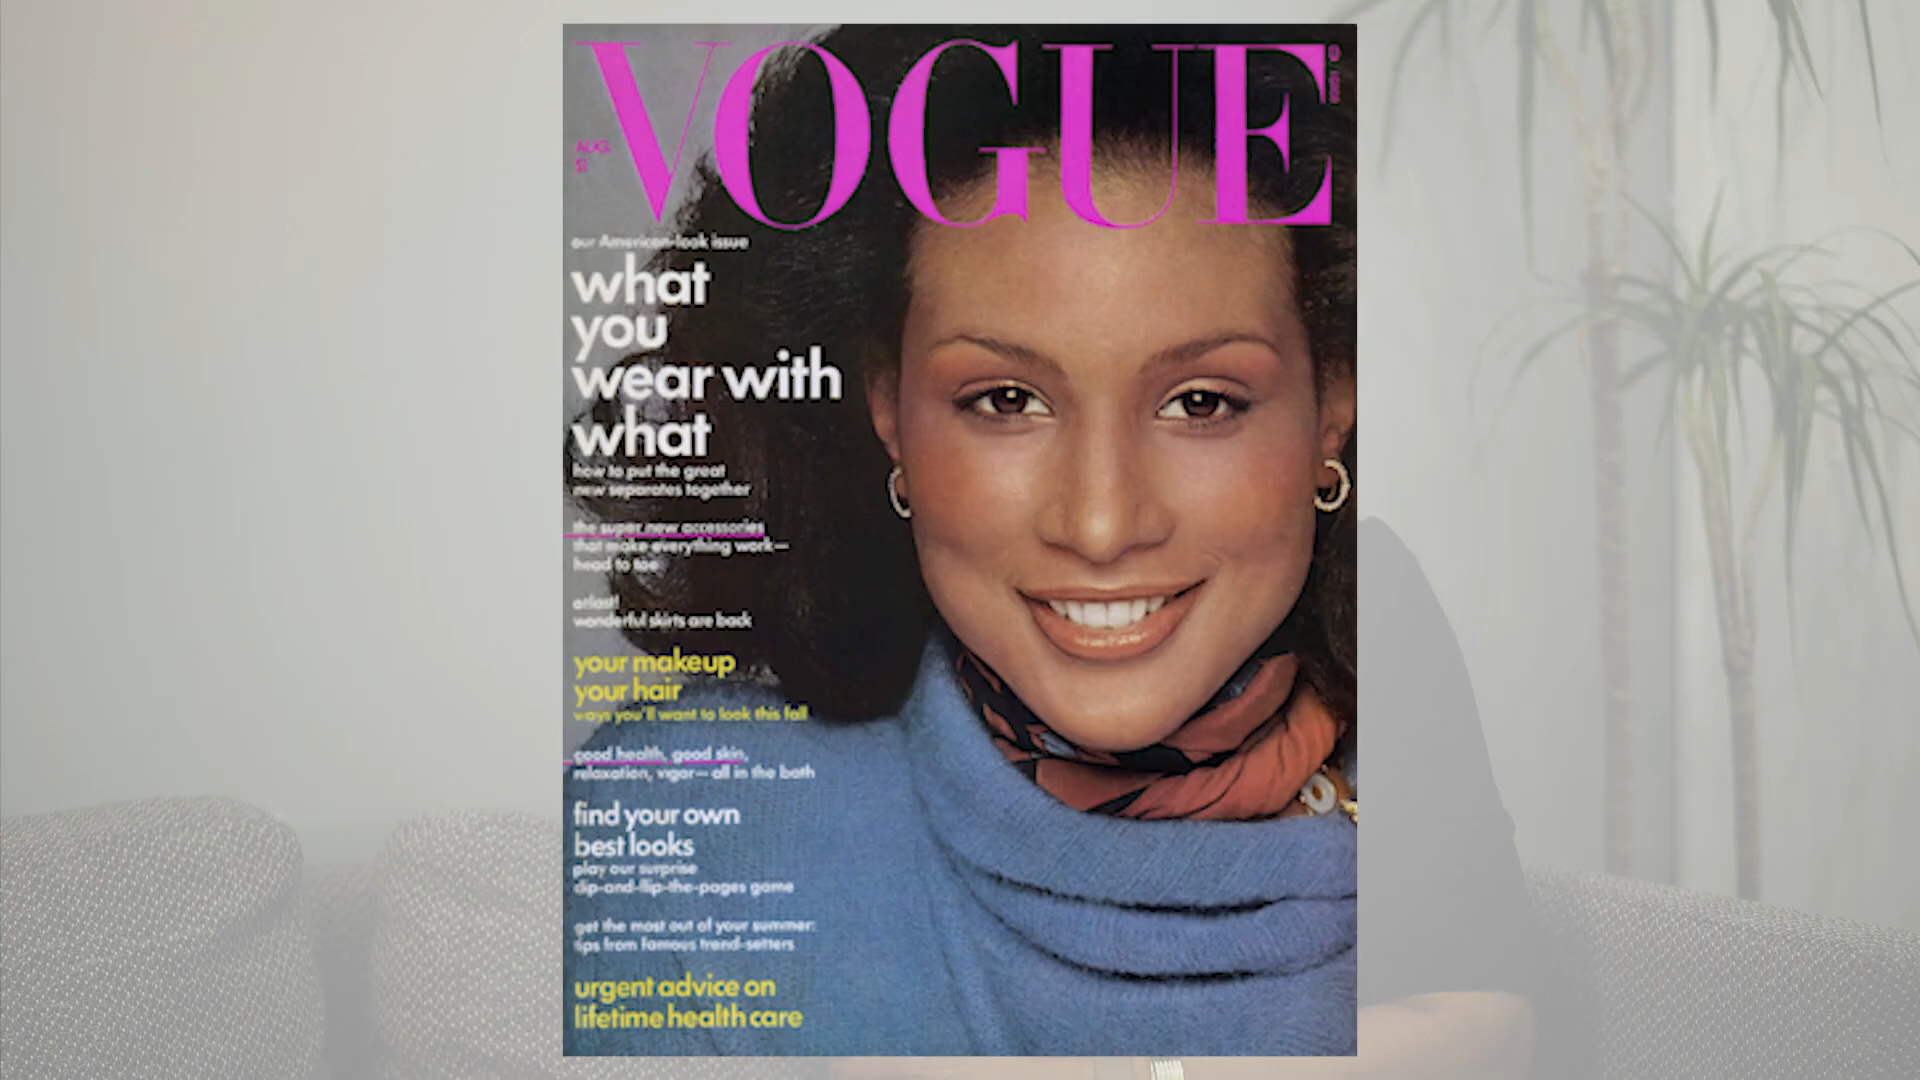 VOGUE
AUG.
$1
our American-look issue
what
you
wear with
what
how to put the great
new separates together
the super new accessories
that make everything work—
head to toe
at last!
wonderful skirts are back
your makeup
your hair
ways you'll want to look this fall
good health, good skin,
relaxation, vigor—all in the bath
find your own
best looks
play our surprise
flip-the-pages game
get the most out of your summer:
tips from famous trend-setters
urgent advice on
lifetime health care